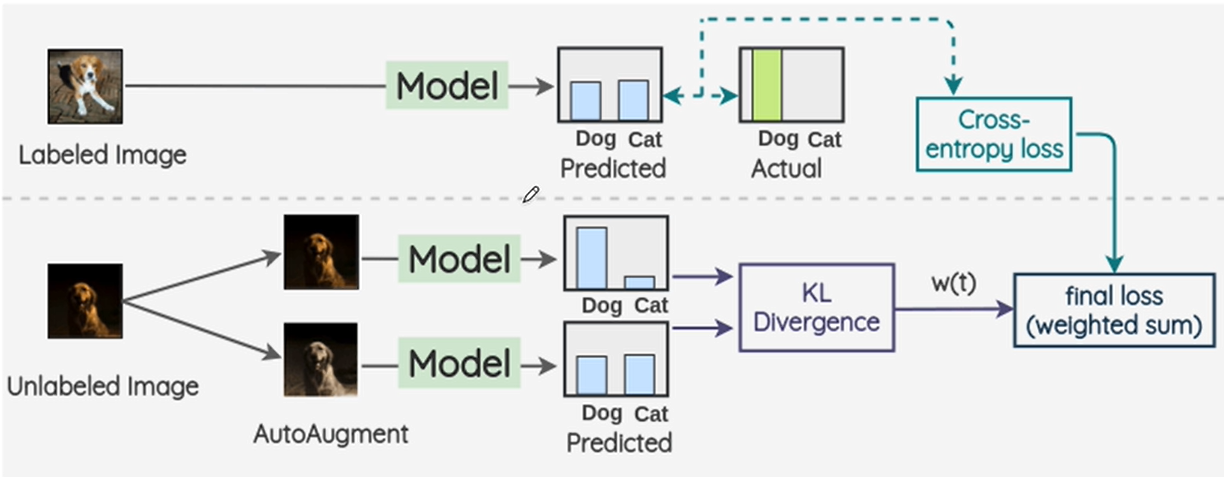 Model
Dog Cat
Dog Cat
Labeled Image
Predicted
Actual
Cross-
entropy loss
Model
Dog Cat
KL
Divergence
w(t)
final loss
(weighted sum)
Model
Unlabeled Image
Dog Cat
AutoAugment
Predicted